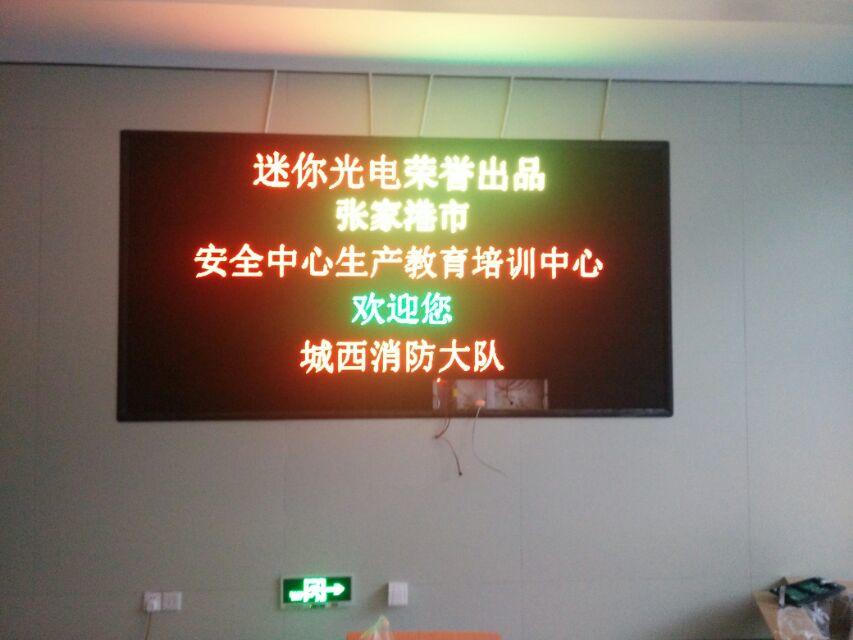 迷你光电荣誉出品
张家港市
安全中心生产教育培训中心
欢迎您
城西消防大队